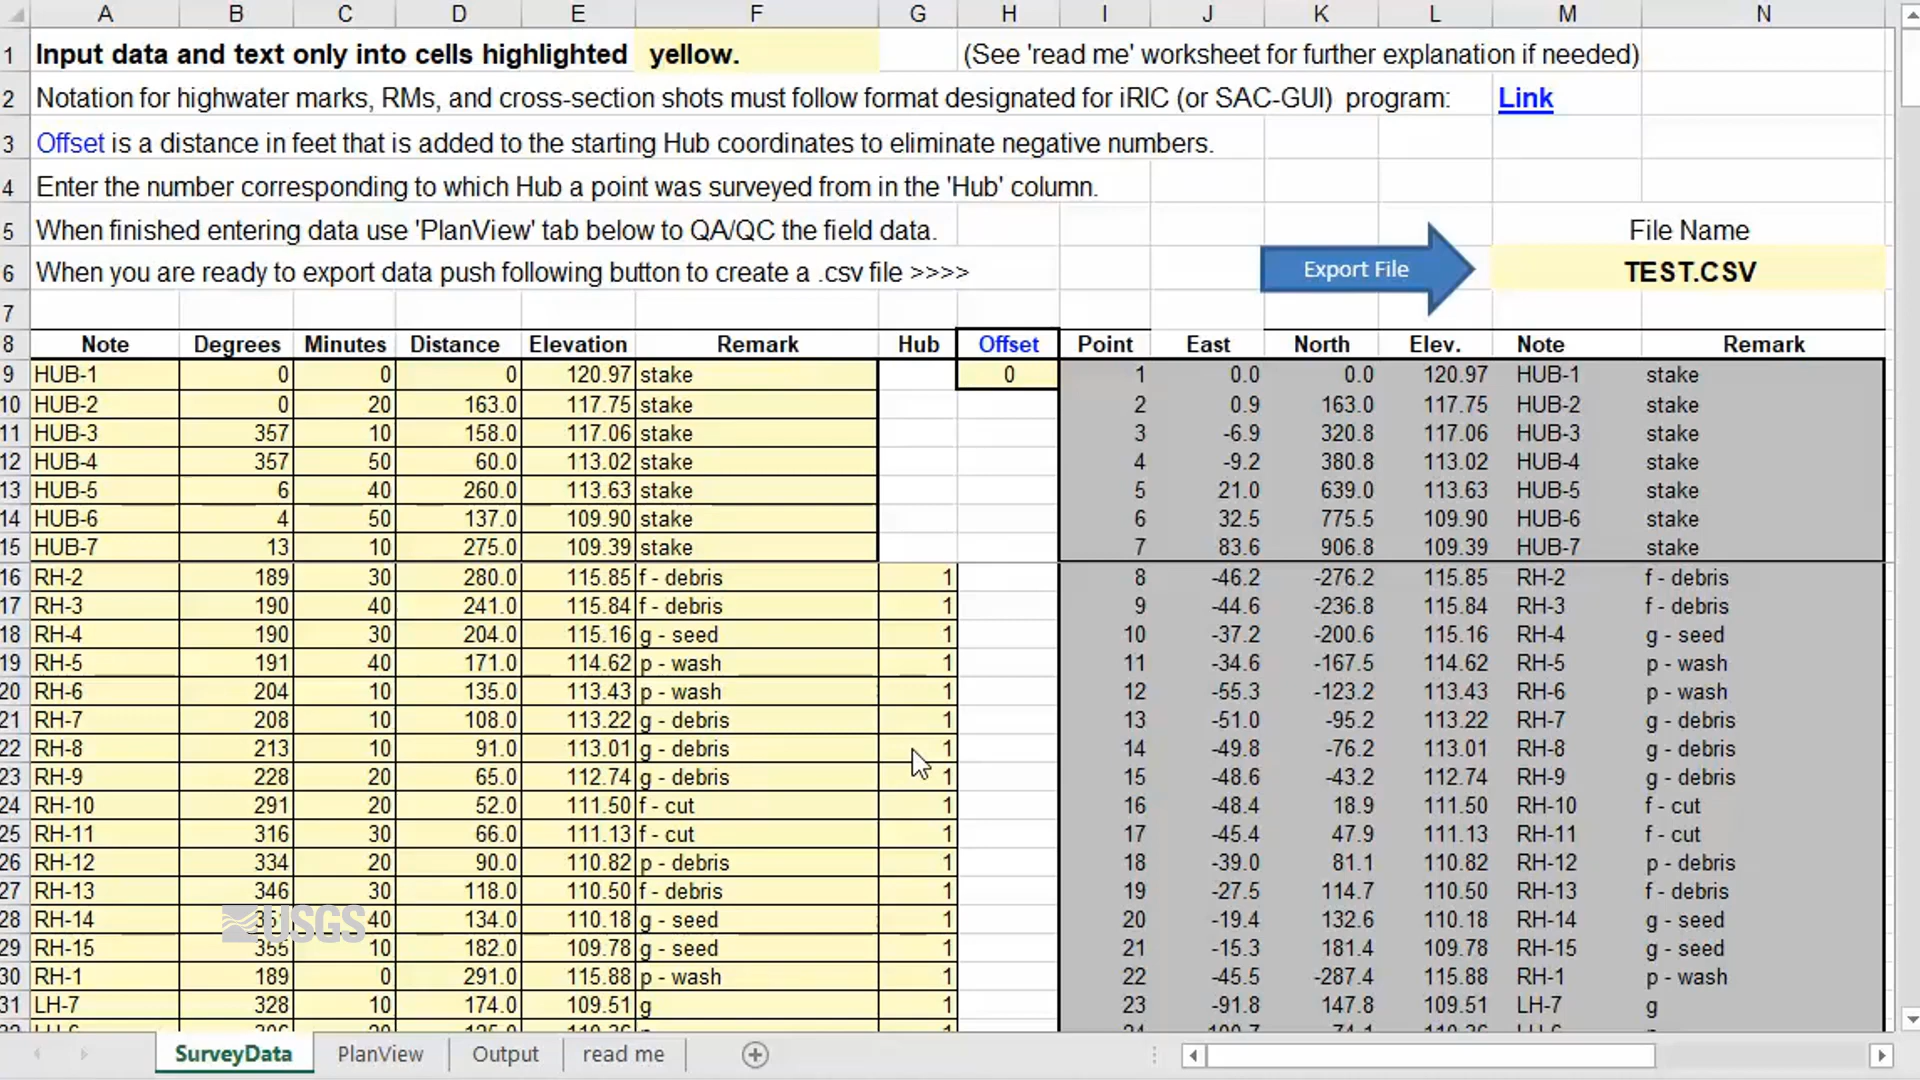 A B C D E F G H I J K L M N
1 Input data and text only into cells highlighted yellow. (See 'read me' worksheet for further explanation if needed)
2 Notation for highwater marks, RMs, and cross-section shots must follow format designated for iRIC (or SAC-GUI) program: Link
3 Offset is a distance in feet that is added to the starting Hub coordinates to eliminate negative numbers.
4 Enter the number corresponding to which Hub a point was surveyed from in the 'Hub' column.
5 When finished entering data use 'PlanView' tab below to QA/QC the field data. File Name
6 When you are ready to export data push following button to create a .csv file >>>> Export File TEST.CSV
7
8 Note Degrees Minutes Distance Elevation Remark Hub Offset Point East North Elev. Note Remark
9 HUB-1 0 0 0 120.97 stake 0 1 0.0 0.0 120.97 HUB-1 stake
10 HUB-2 0 20 163.0 117.75 stake 2 0.9 163.0 117.75 HUB-2 stake
11 HUB-3 357 10 158.0 117.06 stake 3 -6.9 320.8 117.06 HUB-3 stake
12 HUB-4 357 50 60.0 113.02 stake 4 -9.2 380.8 113.02 HUB-4 stake
13 HUB-5 6 40 260.0 113.63 stake 5 21.0 639.0 113.63 HUB-5 stake
14 HUB-6 4 50 137.0 109.90 stake 6 32.5 775.5 109.90 HUB-6 stake
15 HUB-7 13 10 275.0 109.39 stake 7 83.6 906.8 109.39 HUB-7 stake
16 RH-2 189 30 280.0 115.85 f - debris 1 8 -46.2 -276.2 115.85 RH-2 f - debris
17 RH-3 190 40 241.0 115.84 f - debris 1 9 -44.6 -236.8 115.84 RH-3 f - debris
18 RH-4 190 30 204.0 115.16 g - seed 1 10 -37.2 -200.6 115.16 RH-4 g - seed
19 RH-5 191 40 171.0 114.62 p - wash 1 11 -34.6 -167.5 114.62 RH-5 p - wash
20 RH-6 204 10 135.0 113.43 p - wash 1 12 -55.3 -123.2 113.43 RH-6 p - wash
21 RH-7 208 10 108.0 113.22 g - debris 1 13 -51.0 -95.2 113.22 RH-7 g - debris
22 RH-8 213 10 91.0 113.01 g - debris 1 14 -49.8 -76.2 113.01 RH-8 g - debris
23 RH-9 228 20 65.0 112.74 g - debris 1 15 -48.6 -43.2 112.74 RH-9 g - debris
24 RH-10 291 20 52.0 111.50 f - cut 1 16 -48.4 18.9 111.50 RH-10 f - cut
25 RH-11 316 30 66.0 111.13 f - cut 1 17 -45.4 47.9 111.13 RH-11 f - cut
26 RH-12 334 20 90.0 110.82 p - debris 1 18 -39.0 81.1 110.82 RH-12 p - debris
27 RH-13 346 30 118.0 110.50 f - debris 1 19 -27.5 114.7 110.50 RH-13 f - debris
28 RH-14 USGS 40 134.0 110.18 g - seed 1 20 -19.4 132.6 110.18 RH-14 g - seed
29 RH-15 355 10 182.0 109.78 g - seed 1 21 -15.3 181.4 109.78 RH-15 g - seed
30 RH-1 189 0 291.0 115.88 p - wash 1 22 -45.5 -287.4 115.88 RH-1 p - wash
31 LH-7 328 10 174.0 109.51 g 1 23 -91.8 147.8 109.51 LH-7 g
SurveyData PlanView Output read me